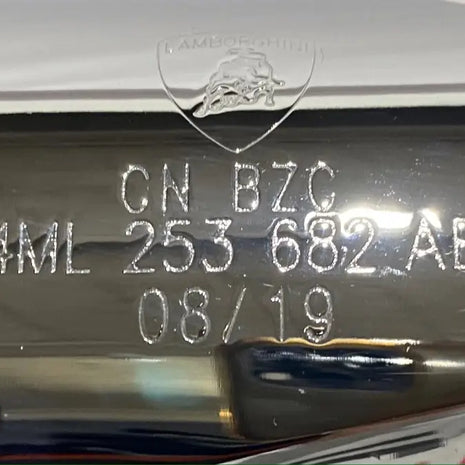 LAMBORGHINI
CN BZC
4ML 253 682 AB
08/19